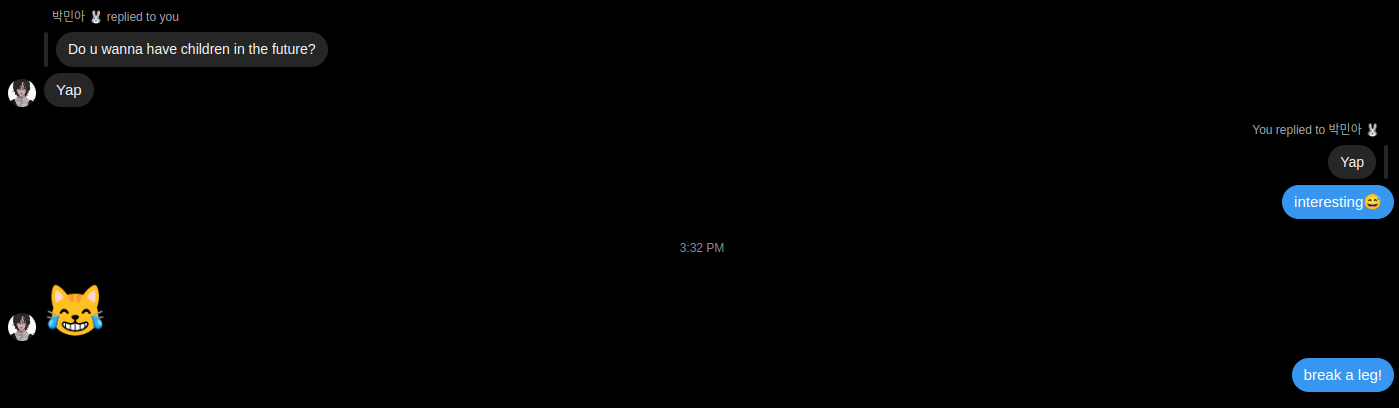 박민아 🐰 replied to you
Do u wanna have children in the future?
Yap
You replied to 박민아 🐰
Yap
interesting😅
3:32 PM
😹
break a leg!